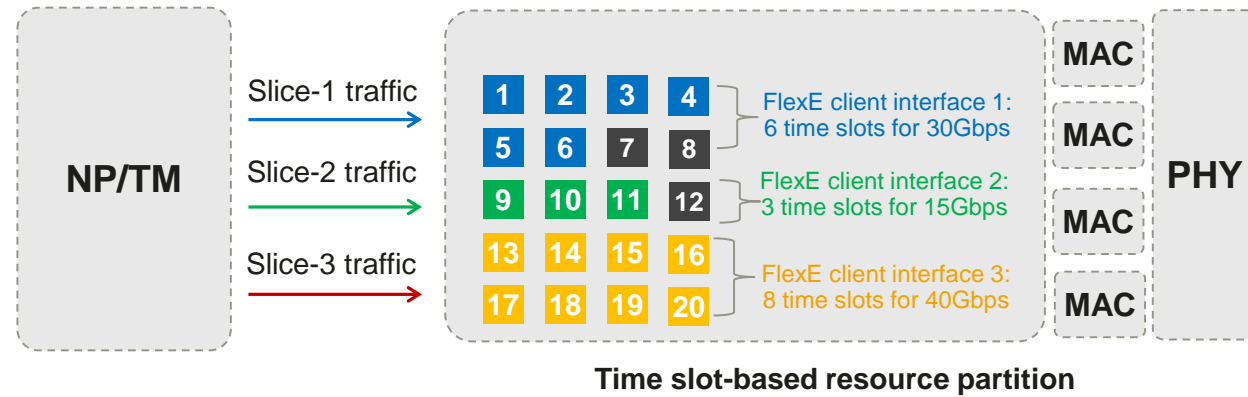 NP/TM
Slice-1 traffic
Slice-2 traffic
Slice-3 traffic
1 2 3 4
5 6 7 8
9 10 11 12
13 14 15 16
17 18 19 20
FlexE client interface 1:
6 time slots for 30Gbps
FlexE client interface 2:
3 time slots for 15Gbps
FlexE client interface 3:
8 time slots for 40Gbps
MAC
MAC
MAC
MAC
PHY
Time slot-based resource partition